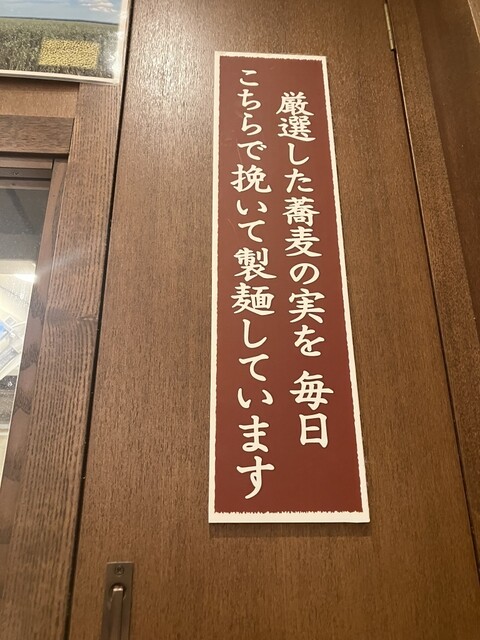 厳選した蕎麦の実を 毎日
こちらで挽いて製麺しています